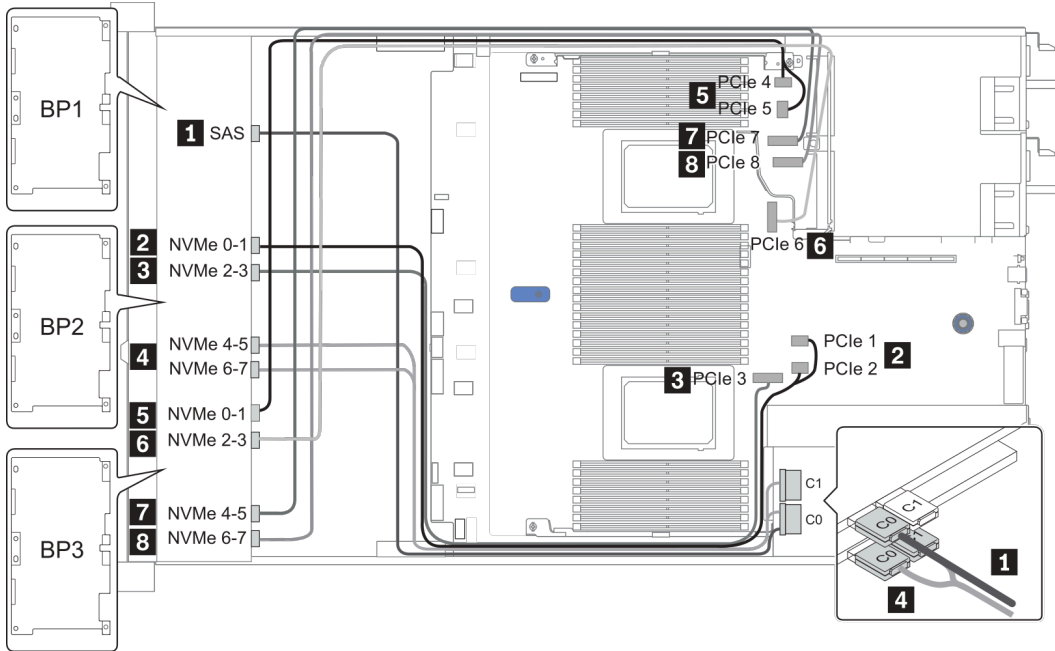 BP1
BP2
BP3
1 SAS
2 NVMe 0-1
3 NVMe 2-3
4 NVMe 4-5
NVMe 6-7
5 NVMe 0-1
6 NVMe 2-3
7 NVMe 4-5
8 NVMe 6-7
PCIe 4
5
PCIe 5
7 PCIe 7
8 PCIe 8
PCIe 6 6
PCIe 1
2
PCIe 2
3 PCIe 3
C1
C0
C1
C0
1
C0
1
4